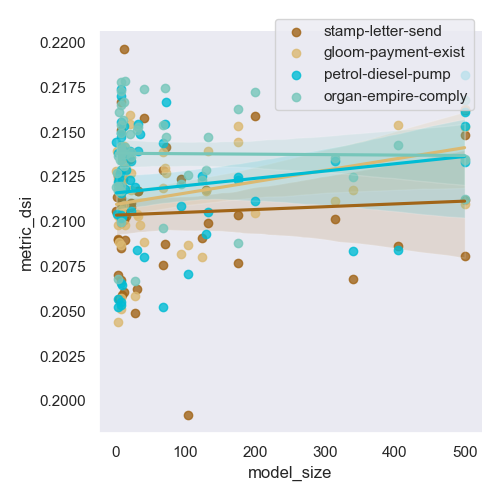 stamp-letter-send
gloom-payment-exist
petrol-diesel-pump
organ-empire-comply
0.2200
0.2175
0.2150
0.2125
0.2100
0.2075
0.2050
0.2025
0.2000
metric_dsi
0 100 200 300 400 500
model_size